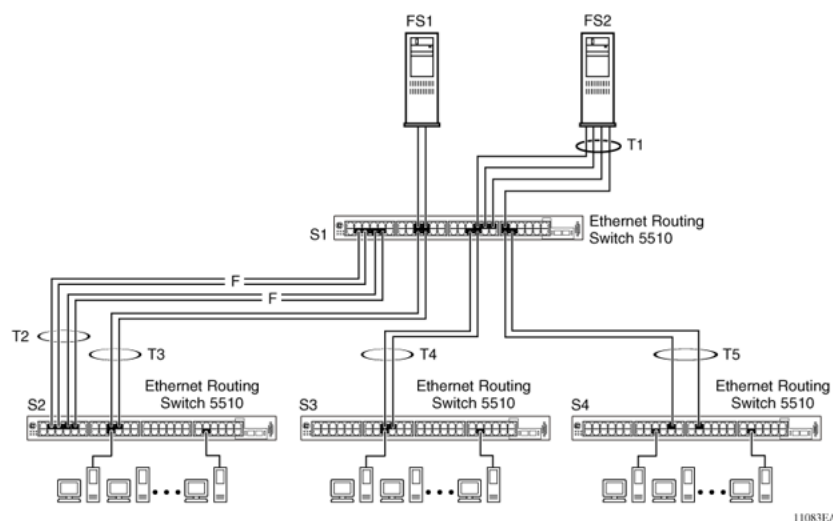 FS1
FS2
T1
S1
Ethernet Routing
Switch 5510
F
F
T2
T3
T4
T5
Ethernet Routing
Switch 5510
Ethernet Routing
Switch 5510
Ethernet Routing
Switch 5510
S2
S3
S4
11083EA